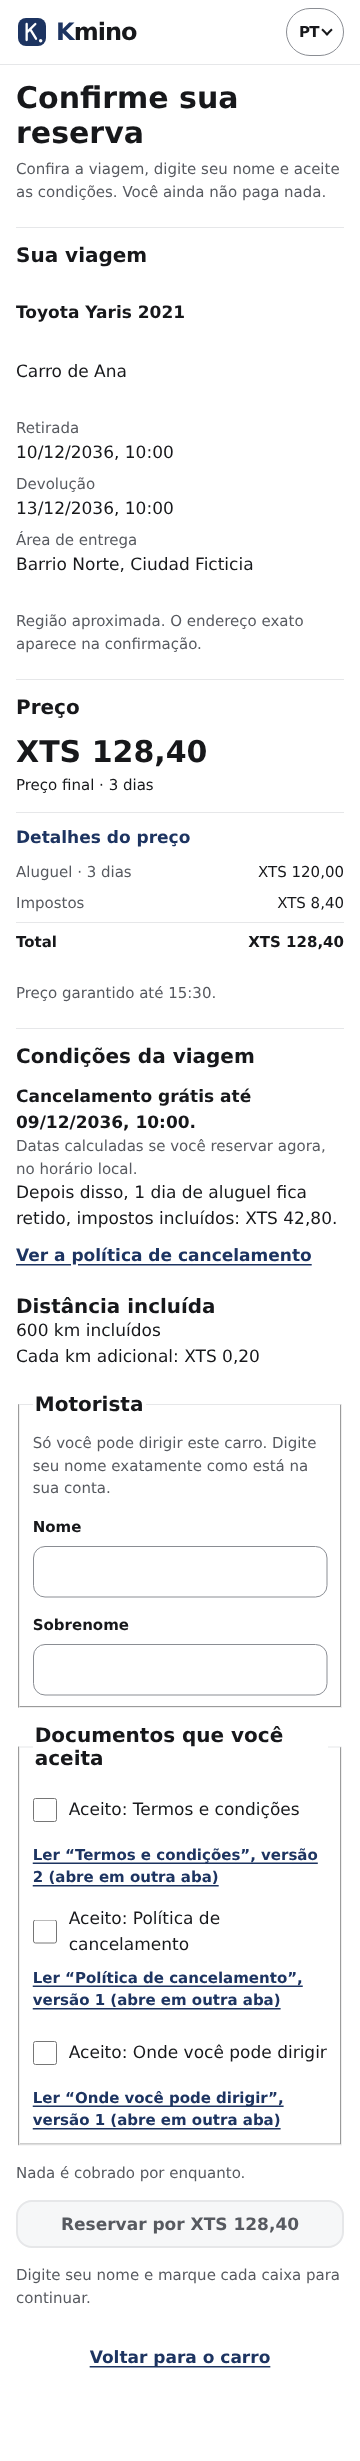 K. Kmino
PT
Confirme sua
reserva
Confira a viagem, digite seu nome e aceite
as condições. Você ainda não paga nada.
Sua viagem
Toyota Yaris 2021
Carro de Ana
Retirada
10/12/2036, 10:00
Devolução
13/12/2036, 10:00
Área de entrega
Barrio Norte, Ciudad Ficticia
Região aproximada. O endereço exato
aparece na confirmação.
Preço
XTS 128,40
Preço final · 3 dias
Detalhes do preço
Aluguel · 3 dias XTS 120,00
Impostos XTS 8,40
Total XTS 128,40
Preço garantido até 15:30.
Condições da viagem
Cancelamento grátis até
09/12/2036, 10:00.
Datas calculadas se você reservar agora,
no horário local.
Depois disso, 1 dia de aluguel fica
retido, impostos incluídos: XTS 42,80.
Ver a política de cancelamento
Distância incluída
600 km incluídos
Cada km adicional: XTS 0,20
Motorista
Só você pode dirigir este carro. Digite
seu nome exatamente como está na
sua conta.
Nome
Sobrenome
Documentos que você
aceita
Aceito: Termos e condições
Ler “Termos e condições”, versão
2 (abre em outra aba)
Aceito: Política de
cancelamento
Ler “Política de cancelamento”,
versão 1 (abre em outra aba)
Aceito: Onde você pode dirigir
Ler “Onde você pode dirigir”,
versão 1 (abre em outra aba)
Nada é cobrado por enquanto.
Reservar por XTS 128,40
Digite seu nome e marque cada caixa para
continuar.
Voltar para o carro